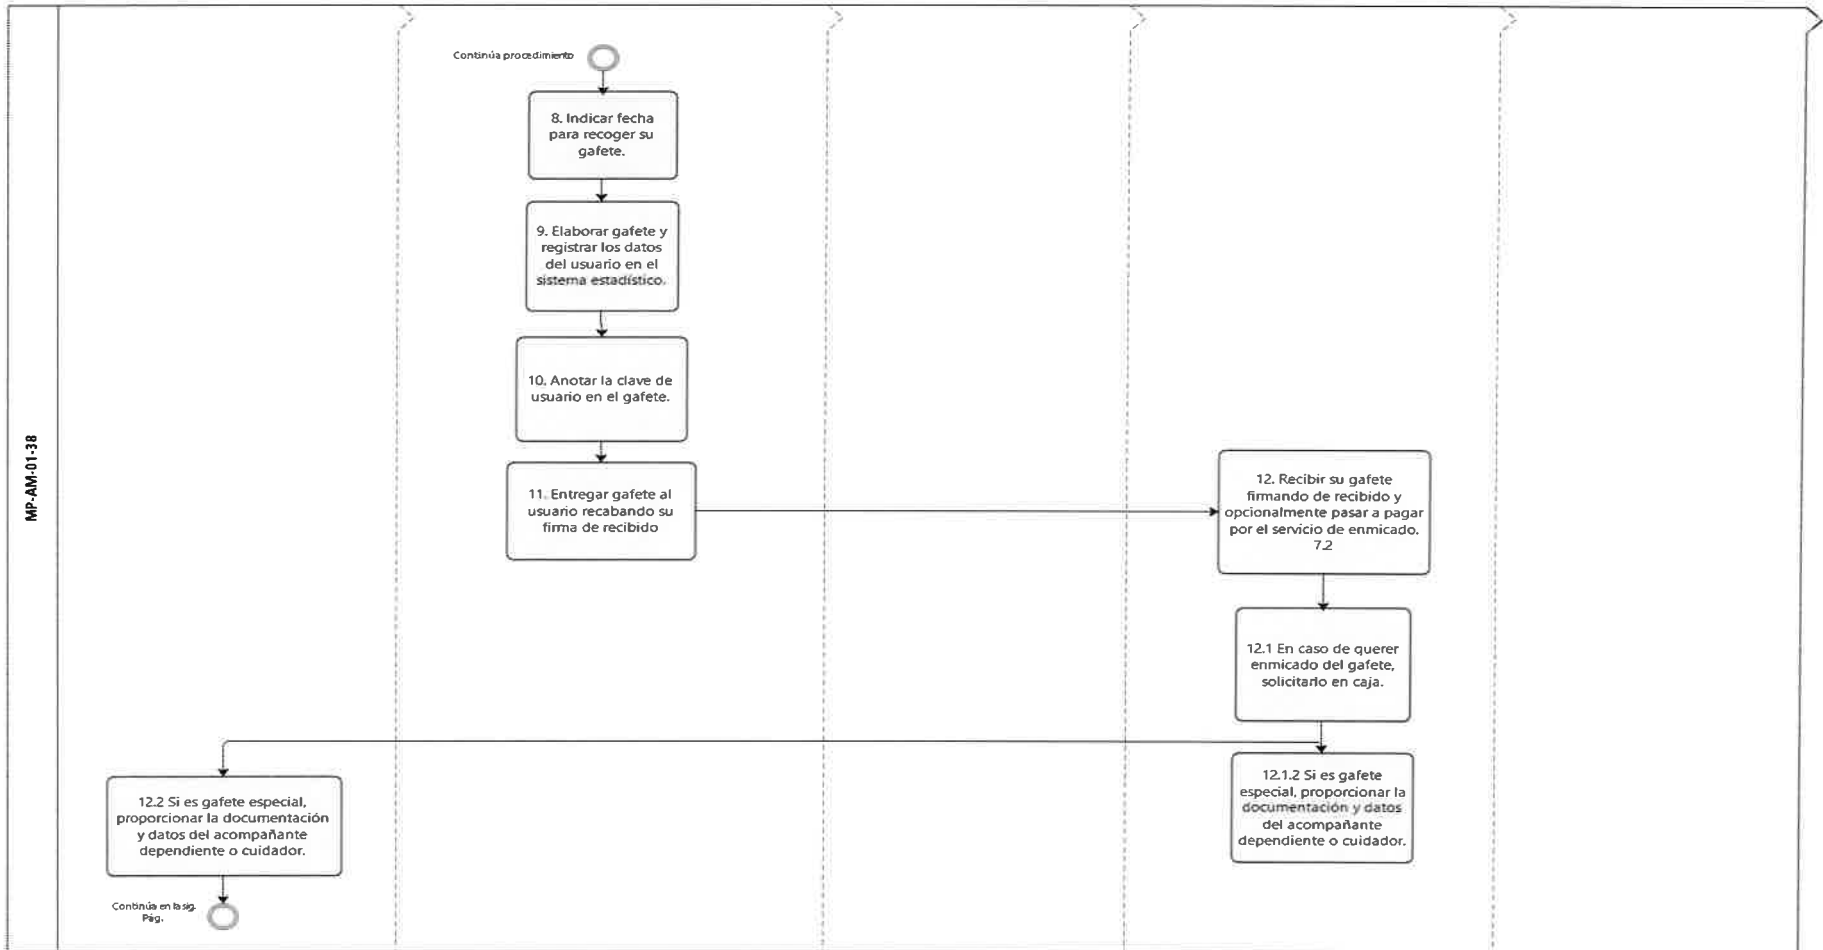 MP-AM-01-38
Continúa procedimiento
8. Indicar fecha
para recoger su
gafete.
9. Elaborar gafete y
registrar los datos
del usuario en el
sistema estadístico.
10. Anotar la clave de
usuario en el gafete.
11. Entregar gafete al
usuario recabando su
firma de recibido
12. Recibir su gafete
firmando de recibido y
opcionalmente pasar a pagar
por el servicio de enmicado.
7.2
12.1 En caso de querer
enmicado del gafete,
solicitarlo en caja.
12.1.2 Si es gafete
especial, proporcionar la
documentación y datos
del acompañante
dependiente o cuidador.
12.2 Si es gafete especial,
proporcionar la documentación
y datos del acompañante
dependiente o cuidador.
Continúa en la sig.
Pág.